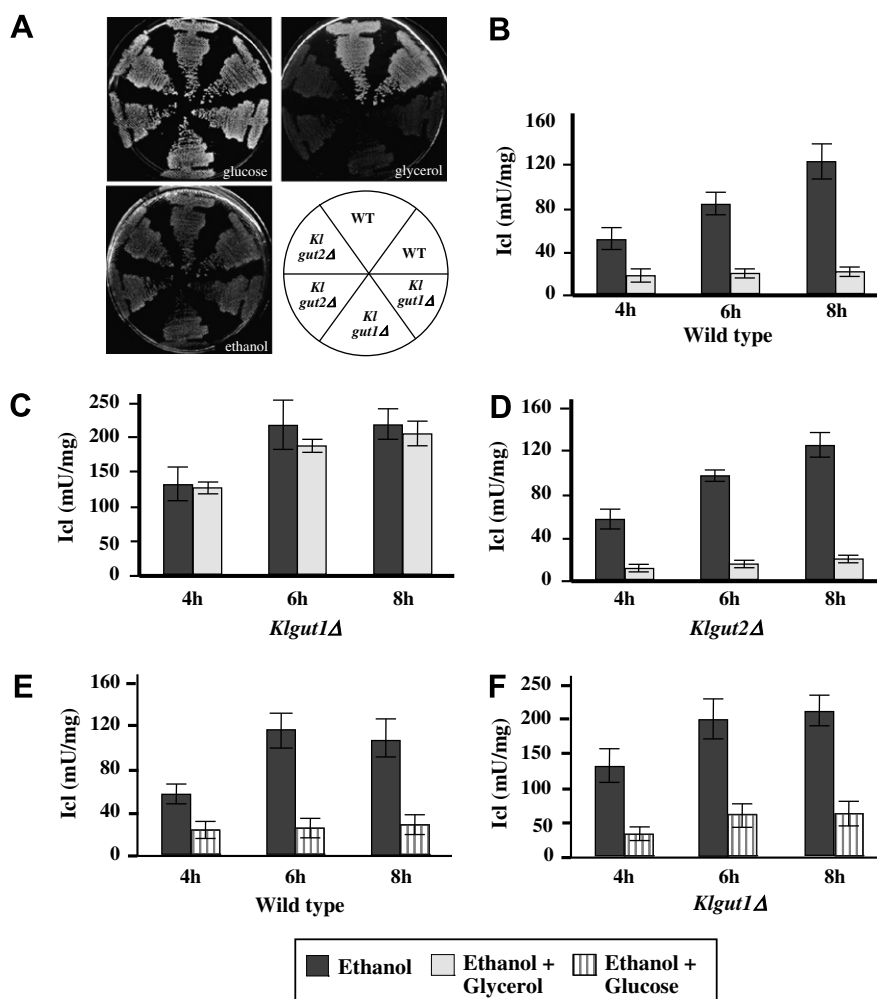 A
glucose
glycerol
ethanol
WT
WT
Kl
gut2Δ
Kl
gut2Δ
Kl
gut1Δ
Kl
gut1Δ
B
Icl (mU/mg)
160
120
80
40
0
4h 6h 8h
Wild type
C
Icl (mU/mg)
250
200
150
100
50
0
4h 6h 8h
Klgut1Δ
D
Icl (mU/mg)
160
120
80
40
0
4h 6h 8h
Klgut2Δ
E
Icl (mU/mg)
160
120
80
40
0
4h 6h 8h
Wild type
F
Icl (mU/mg)
250
200
150
100
50
0
4h 6h 8h
Klgut1Δ
Ethanol
Ethanol +
Glycerol
Ethanol +
Glucose